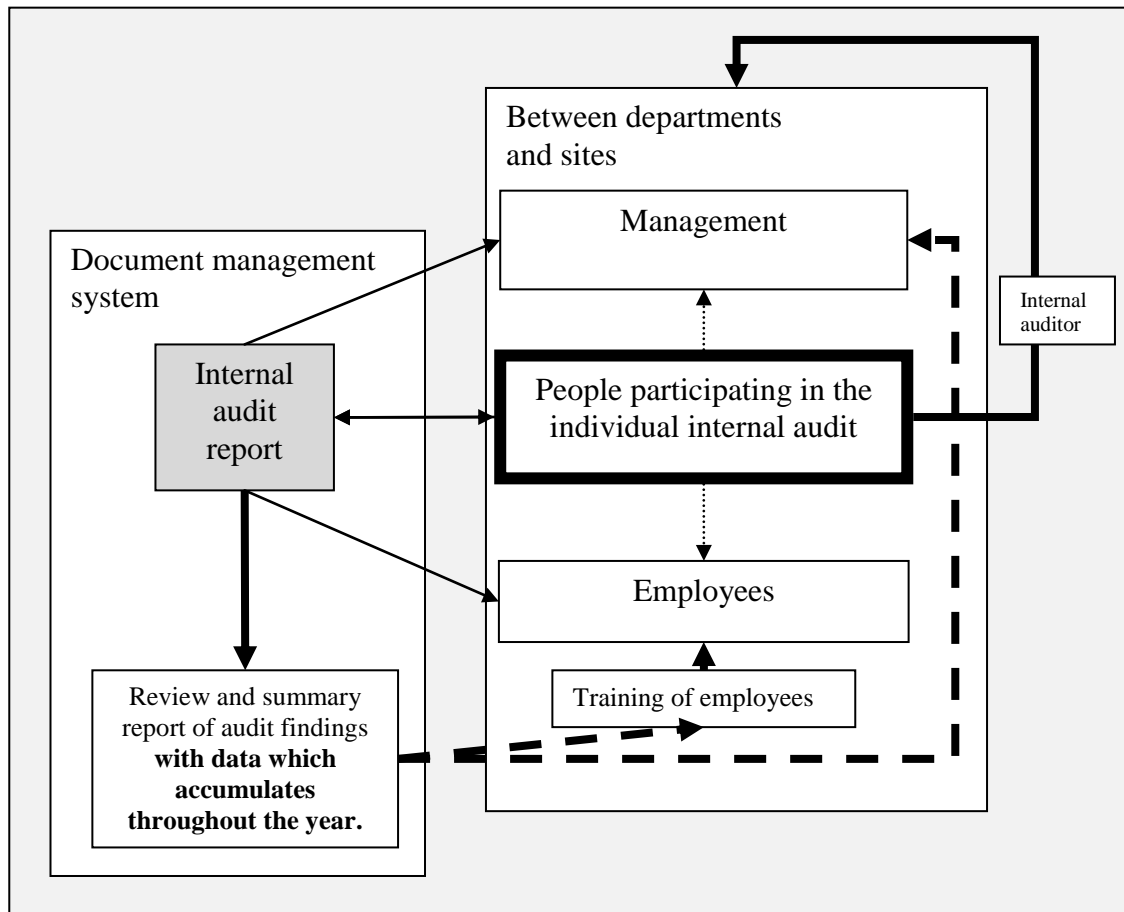 Between departments
and sites
Management
Document management
system
Internal
auditor
Internal
audit
report
People participating in the
individual internal audit
Employees
Training of employees
Review and summary
report of audit findings
with data which
accumulates
throughout the year.